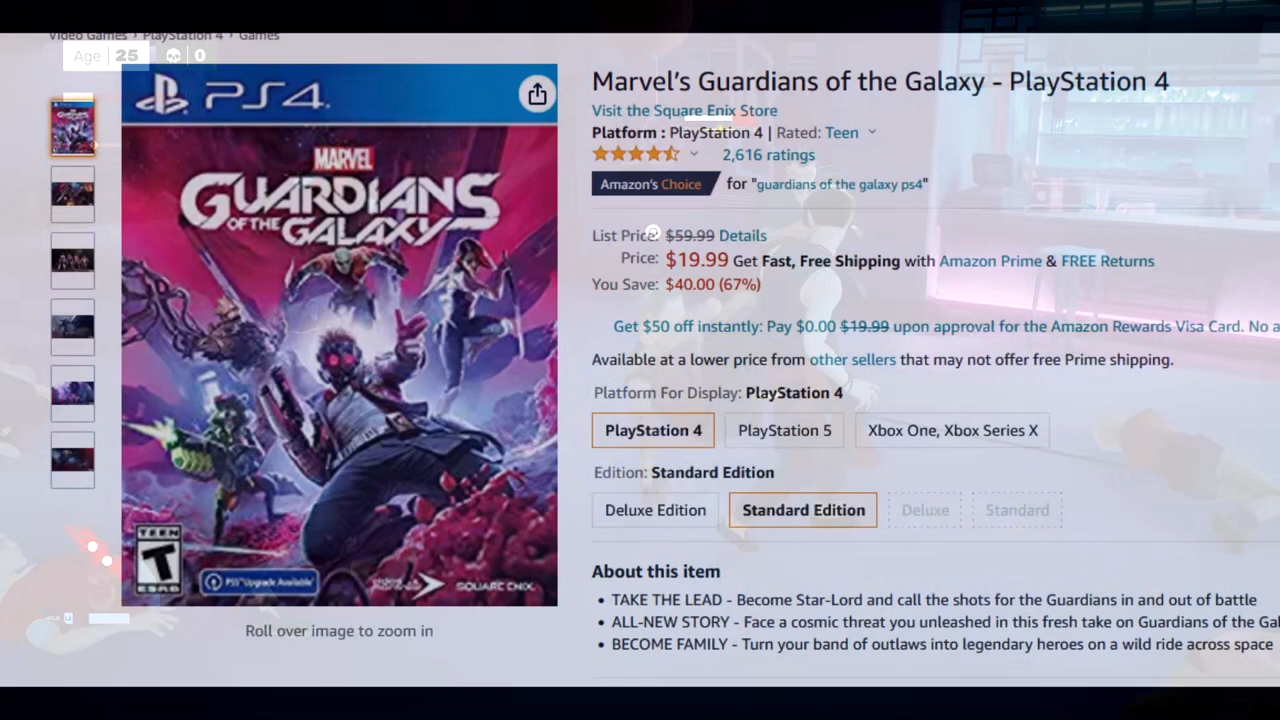 Video Games › PlayStation 4 › Games
Age 25 0
PS4
MARVEL
GUARDIANS
OF THE
GALAXY
TEEN
T
ESRB
PS5 Upgrade Available
SQUARE ENIX.
Roll over image to zoom in
Marvel's Guardians of the Galaxy - PlayStation 4
Visit the Square Enix Store
Platform : PlayStation 4 | Rated: Teen
2,616 ratings
Amazon's Choice for "guardians of the galaxy ps4"
List Price: $59.99 Details
Price: $19.99 Get Fast, Free Shipping with Amazon Prime & FREE Returns
You Save: $40.00 (67%)
Get $50 off instantly: Pay $0.00 $19.99 upon approval for the Amazon Rewards Visa Card. No a
Available at a lower price from other sellers that may not offer free Prime shipping.
Platform For Display: PlayStation 4
PlayStation 4 PlayStation 5 Xbox One, Xbox Series X
Edition: Standard Edition
Deluxe Edition Standard Edition Deluxe Standard
About this item
• TAKE THE LEAD - Become Star-Lord and call the shots for the Guardians in and out of battle
• ALL-NEW STORY - Face a cosmic threat you unleashed in this fresh take on Guardians of the Gal
• BECOME FAMILY - Turn your band of outlaws into legendary heroes on a wild ride across space